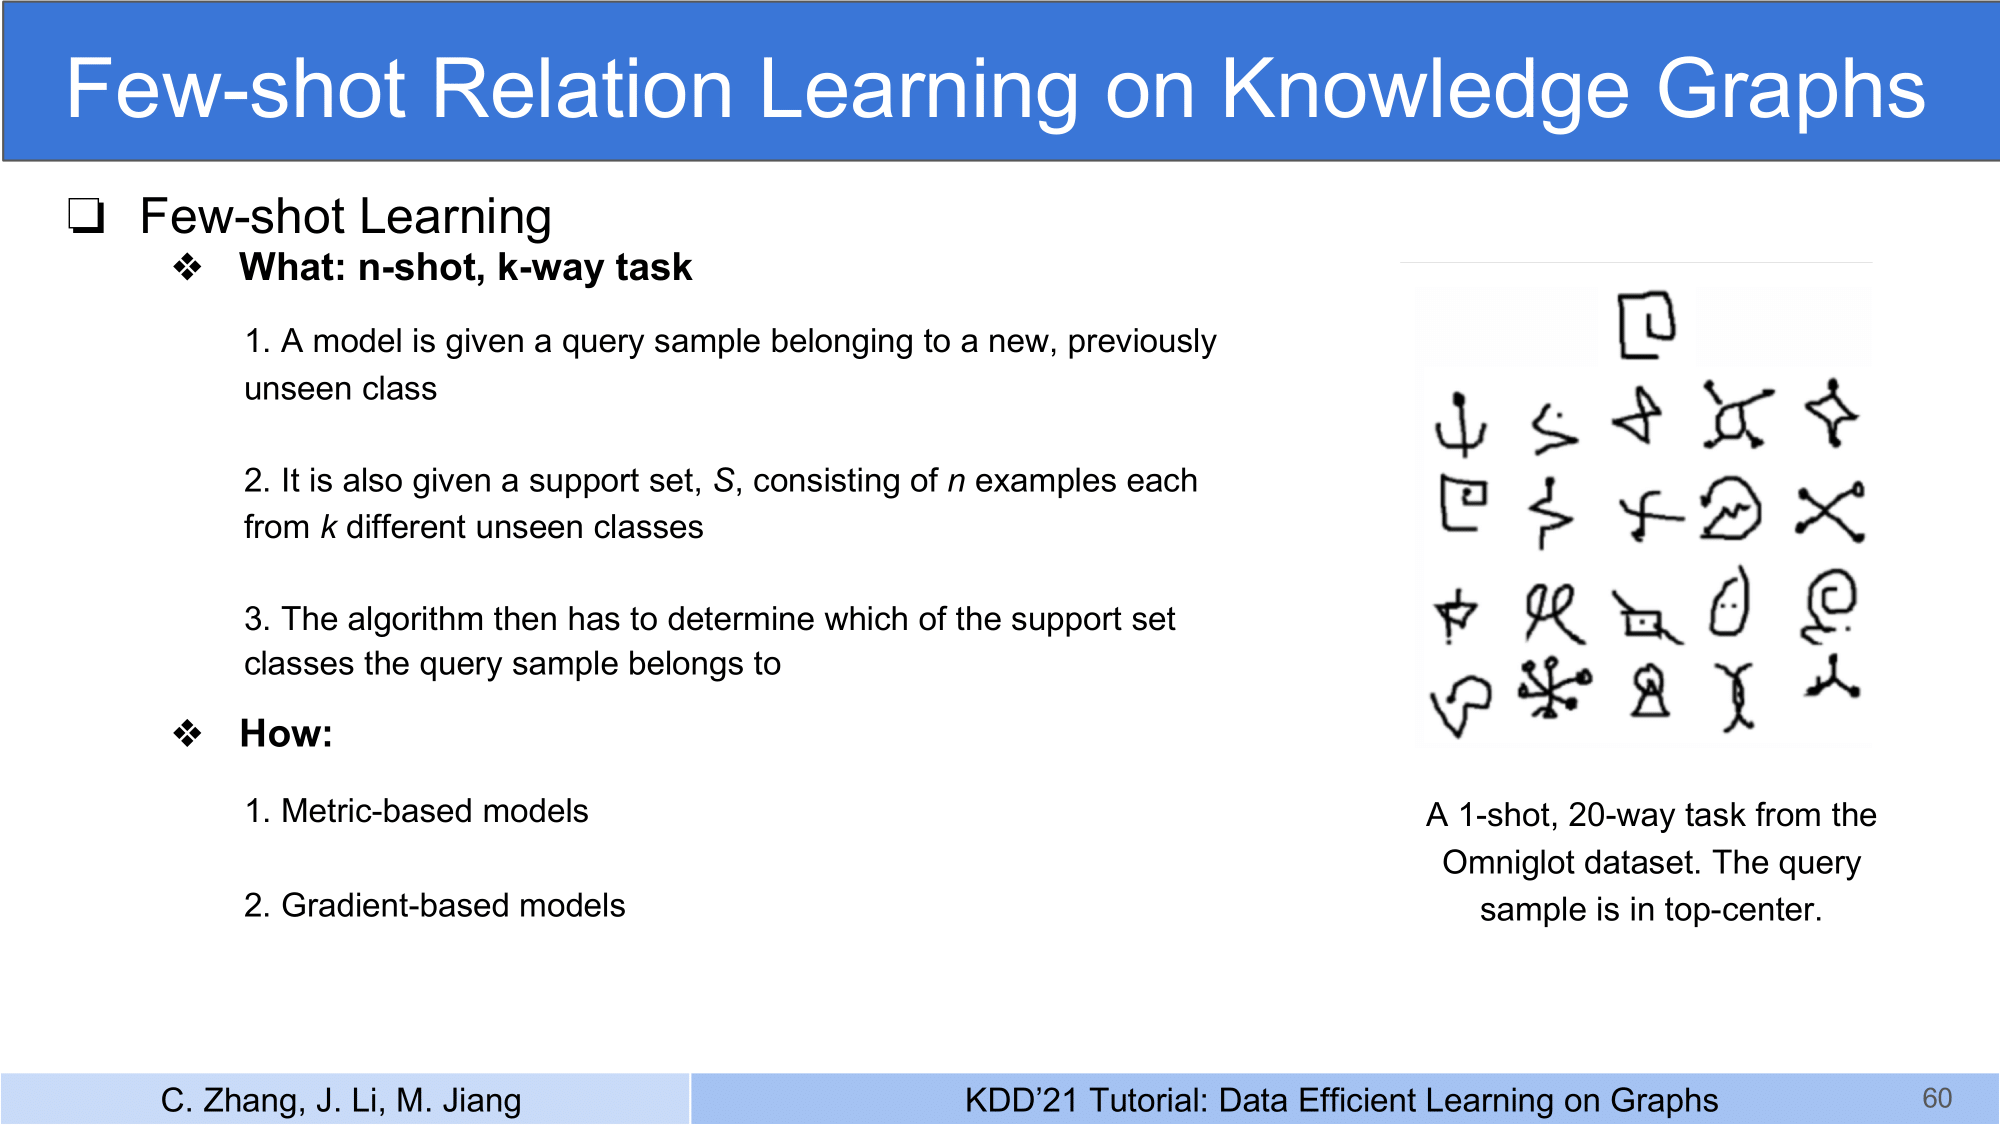 Few-shot Relation Learning on Knowledge Graphs
❏ Few-shot Learning
❖ What: n-shot, k-way task
1. A model is given a query sample belonging to a new, previously
unseen class
2. It is also given a support set, S, consisting of n examples each
from k different unseen classes
3. The algorithm then has to determine which of the support set
classes the query sample belongs to
❖ How:
1. Metric-based models
2. Gradient-based models
A 1-shot, 20-way task from the
Omniglot dataset. The query
sample is in top-center.
C. Zhang, J. Li, M. Jiang
KDD’21 Tutorial: Data Efficient Learning on Graphs
60